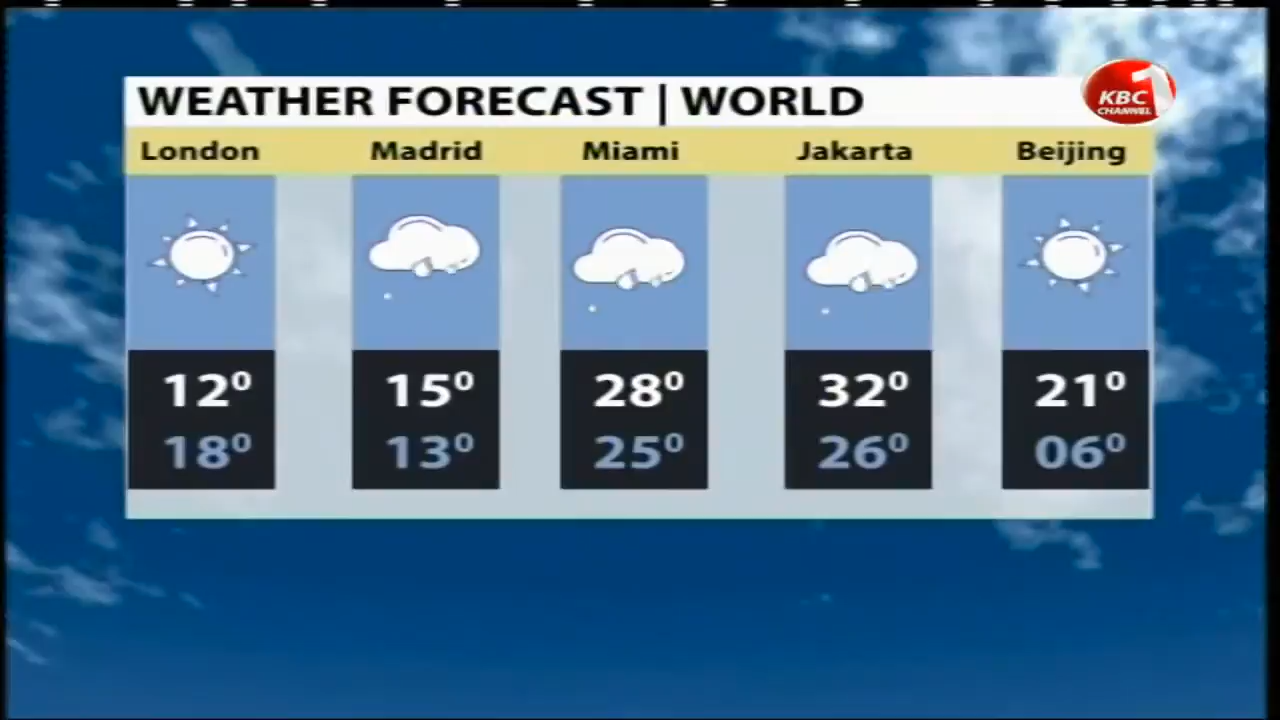 WEATHER FORECAST | WORLD
KBC 1
CHANNEL
London Madrid Miami Jakarta Beijing
12⁰ 15⁰ 28⁰ 32⁰ 21⁰
18⁰ 13⁰ 25⁰ 26⁰ 06⁰